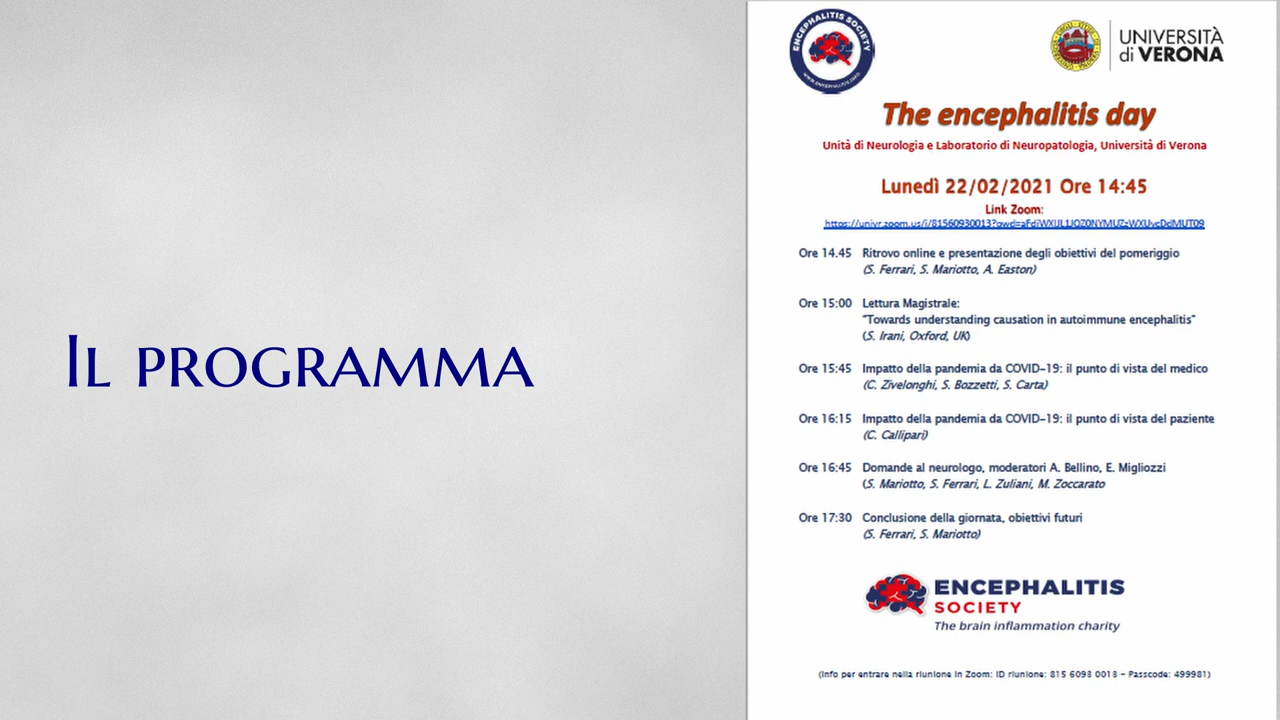 IL PROGRAMMA
ENCEPHALITIS SOCIETY
WWW.ENCEPHALITIS.INFO
UNIVERSITÀ
di VERONA
The encephalitis day
Unità di Neurologia e Laboratorio di Neuropatologia, Università di Verona
Lunedì 22/02/2021 Ore 14:45
Link Zoom:
Ore 14.45 Ritrovo online e presentazione degli obiettivi del pomeriggio
(S. Ferrari, S. Mariotto, A. Easton)
Ore 15:00 Lettura Magistrale:
"Towards understanding causation in autoimmune encephalitis"
(S. Irani, Oxford, UK)
Ore 15:45 Impatto della pandemia da COVID-19: il punto di vista del medico
(C. Zivelonghi, S. Bozzetti, S. Carta)
Ore 16:15 Impatto della pandemia da COVID-19: il punto di vista del paziente
(C. Callipari)
Ore 16:45 Domande al neurologo, moderatori A. Bellino, E. Migliozzi
(S. Mariotto, S. Ferrari, L. Zuliani, M. Zoccarato
Ore 17:30 Conclusione della giornata, obiettivi futuri
(S. Ferrari, S. Mariotto)
ENCEPHALITIS
SOCIETY
The brain inflammation charity
(Info per entrare nella riunione in Zoom: ID riunione: 815 6093 0013 - Passcode: 499981)